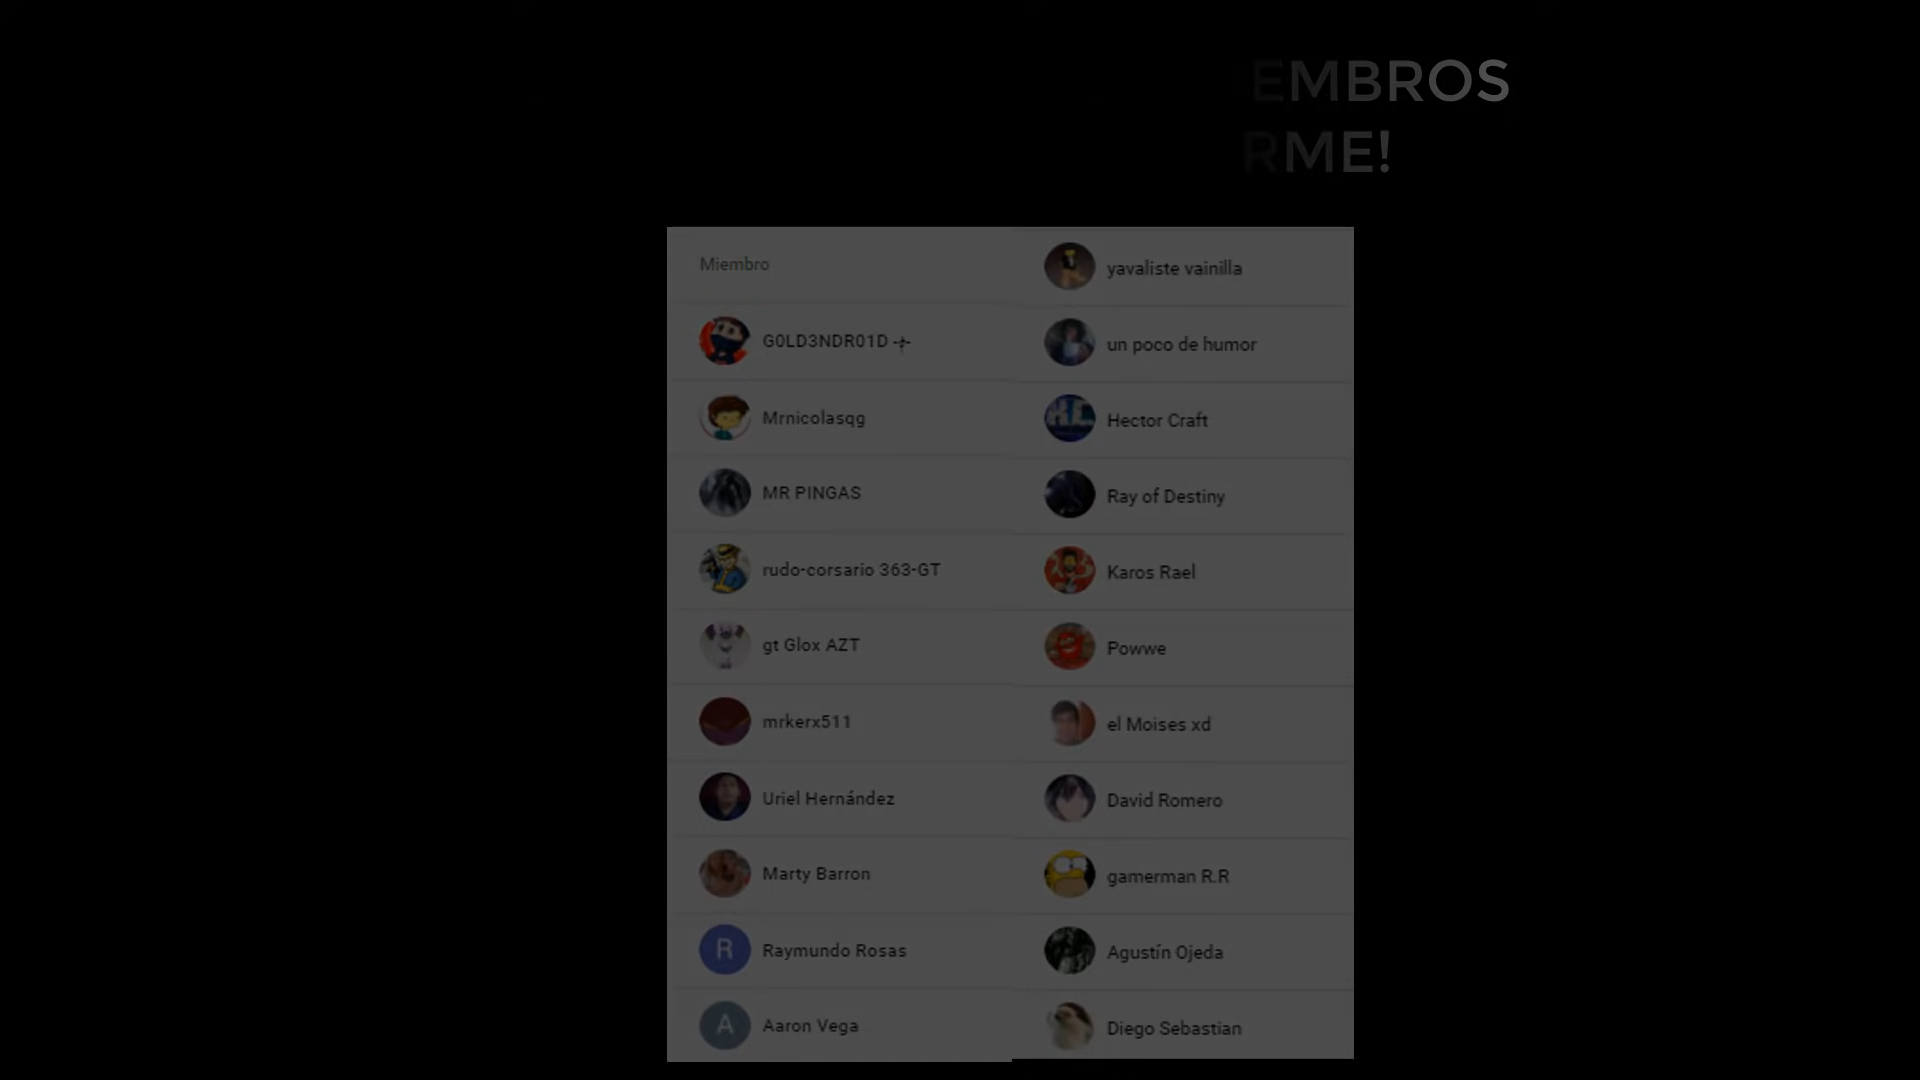 EMBROS
RME!
Miembro
G0LD3NDR01D
Mrnicolasqg
MR PINGAS
rudo-corsario 363-GT
gt Glox AZT
mrkerx511
Uriel Hernández
Marty Barron
R
Raymundo Rosas
A
Aaron Vega
yavaliste vainilla
un poco de humor
Hector Craft
Ray of Destiny
Karos Rael
Powwe
el Moises xd
David Romero
gamerman R.R
Agustín Ojeda
Diego Sebastian